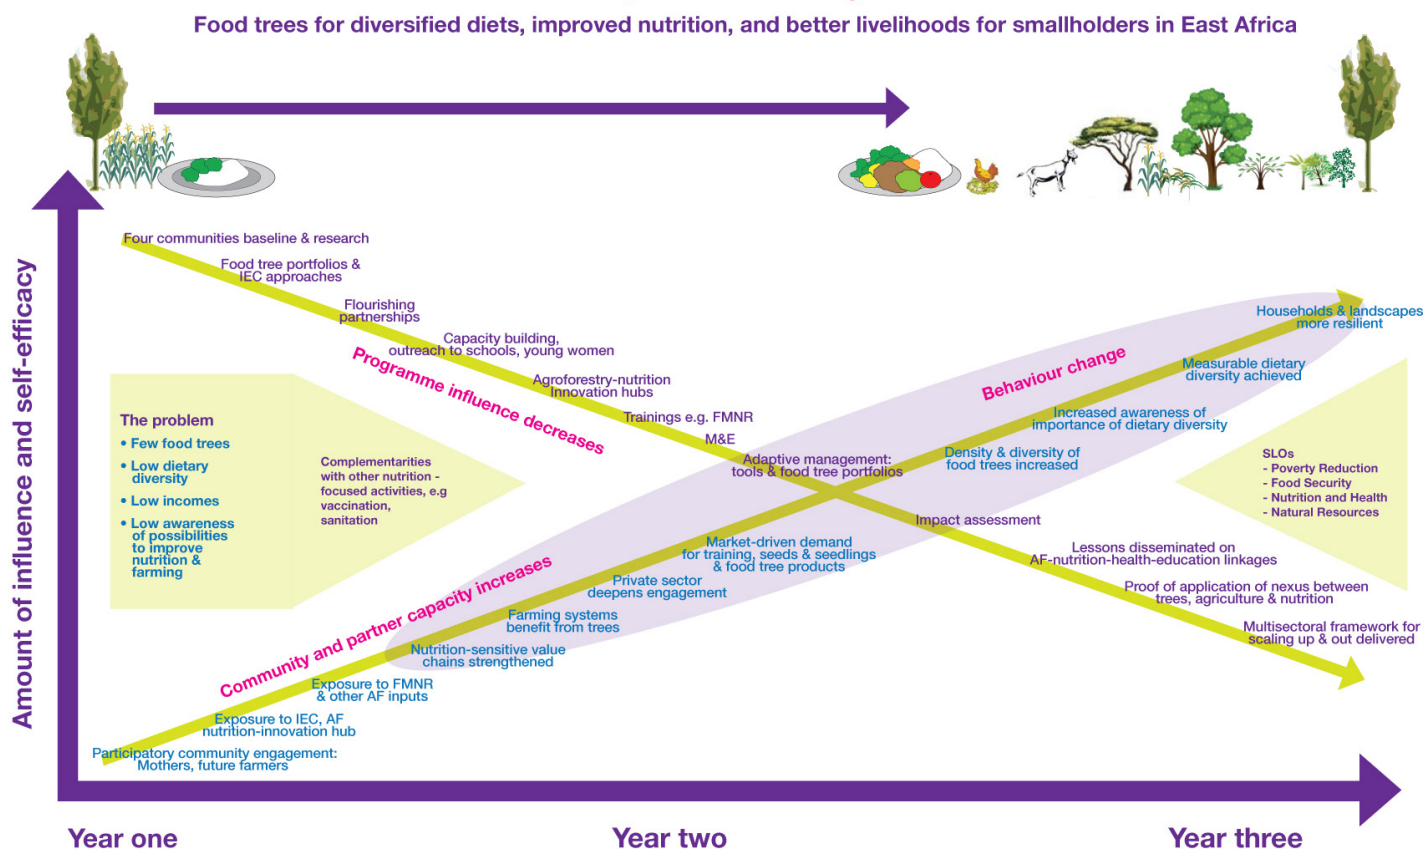 Food trees for diversified diets, improved nutrition, and better livelihoods for smallholders in East Africa
Amount of influence and self-efficacy
Four communities baseline & research
Food tree portfolios &
IEC approaches
Flourishing
partnerships
Capacity building,
outreach to schools, young women
Agroforestry-nutrition
Innovation hubs
Trainings e.g. FMNR
M&E
Adaptive management:
tools & food tree portfolios
Impact assessment
Lessons disseminated on
AF-nutrition-health-education linkages
Proof of application of nexus between
trees, agriculture & nutrition
Multisectoral framework for
scaling up & out delivered
Programme influence decreases
The problem
• Few food trees
• Low dietary
diversity
• Low incomes
• Low awareness
of possibilities
to improve
nutrition &
farming
Complementarities
with other nutrition -
focused activities, e.g
vaccination,
sanitation
Community and partner capacity increases
Behaviour change
Participatory community engagement:
Mothers, future farmers
Exposure to IEC, AF
nutrition-innovation hub
Exposure to FMNR
& other AF inputs
Nutrition-sensitive value
chains strengthened
Farming systems
benefit from trees
Private sector
deepens engagement
Market-driven demand
for training, seeds & seedlings
& food tree products
Density & diversity of
food trees increased
Increased awareness of
importance of dietary diversity
Measurable dietary
diversity achieved
Households & landscapes
more resilient
SLOs
- Poverty Reduction
- Food Security
- Nutrition and Health
- Natural Resources
Year one
Year two
Year three